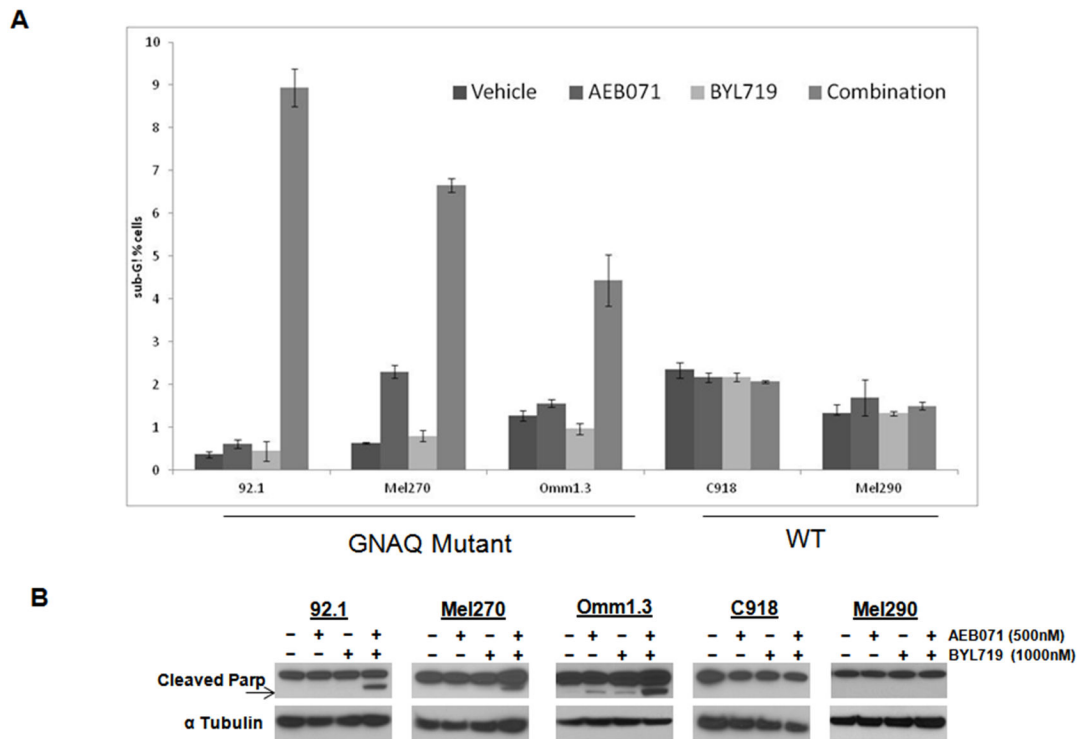 A
10
9
8
7
6
5
4
3
2
1
0
sub-G! % cells
Vehicle AEB071 BYL719 Combination
92.1 Mel270 Omm1.3 C918 Mel290
GNAQ Mutant WT
B
92.1 Mel270 Omm1.3 C918 Mel290
− + − + − + − + − + − + − + − + − + − + AEB071 (500nM)
− − + + − − + + − − + + − − + + − − + + BYL719 (1000nM)
Cleaved Parp
α Tubulin